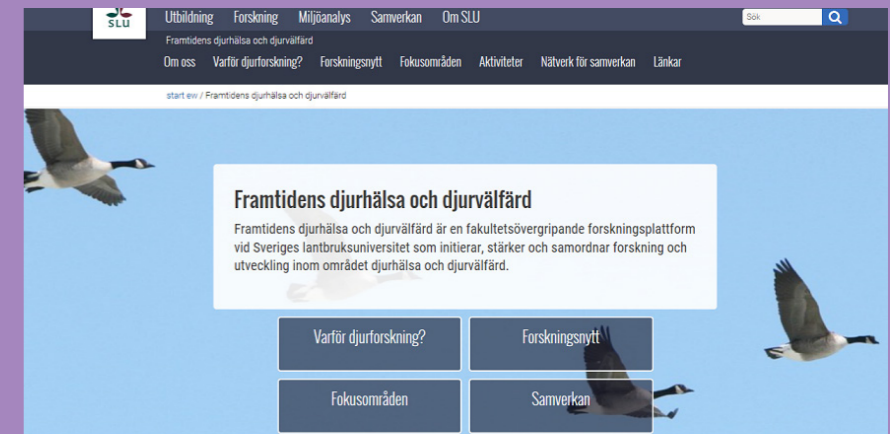 SLU
Utbildning Forskning Miljöanalys Samverkan Om SLU
Sök
Framtidens djurhälsa och djurvälfärd
Om oss Varför djurforskning? Forskningsnytt Fokusområden Aktiviteter Nätverk för samverkan Länkar
start ew / Framtidens djurhälsa och djurvälfärd
Framtidens djurhälsa och djurvälfärd
Framtidens djurhälsa och djurvälfärd är en fakultetsövergripande forskningsplattform
vid Sveriges lantbruksuniversitet som initierar, stärker och samordnar forskning och
utveckling inom området djurhälsa och djurvälfärd.
Varför djurforskning? Forskningsnytt
Fokusområden Samverkan